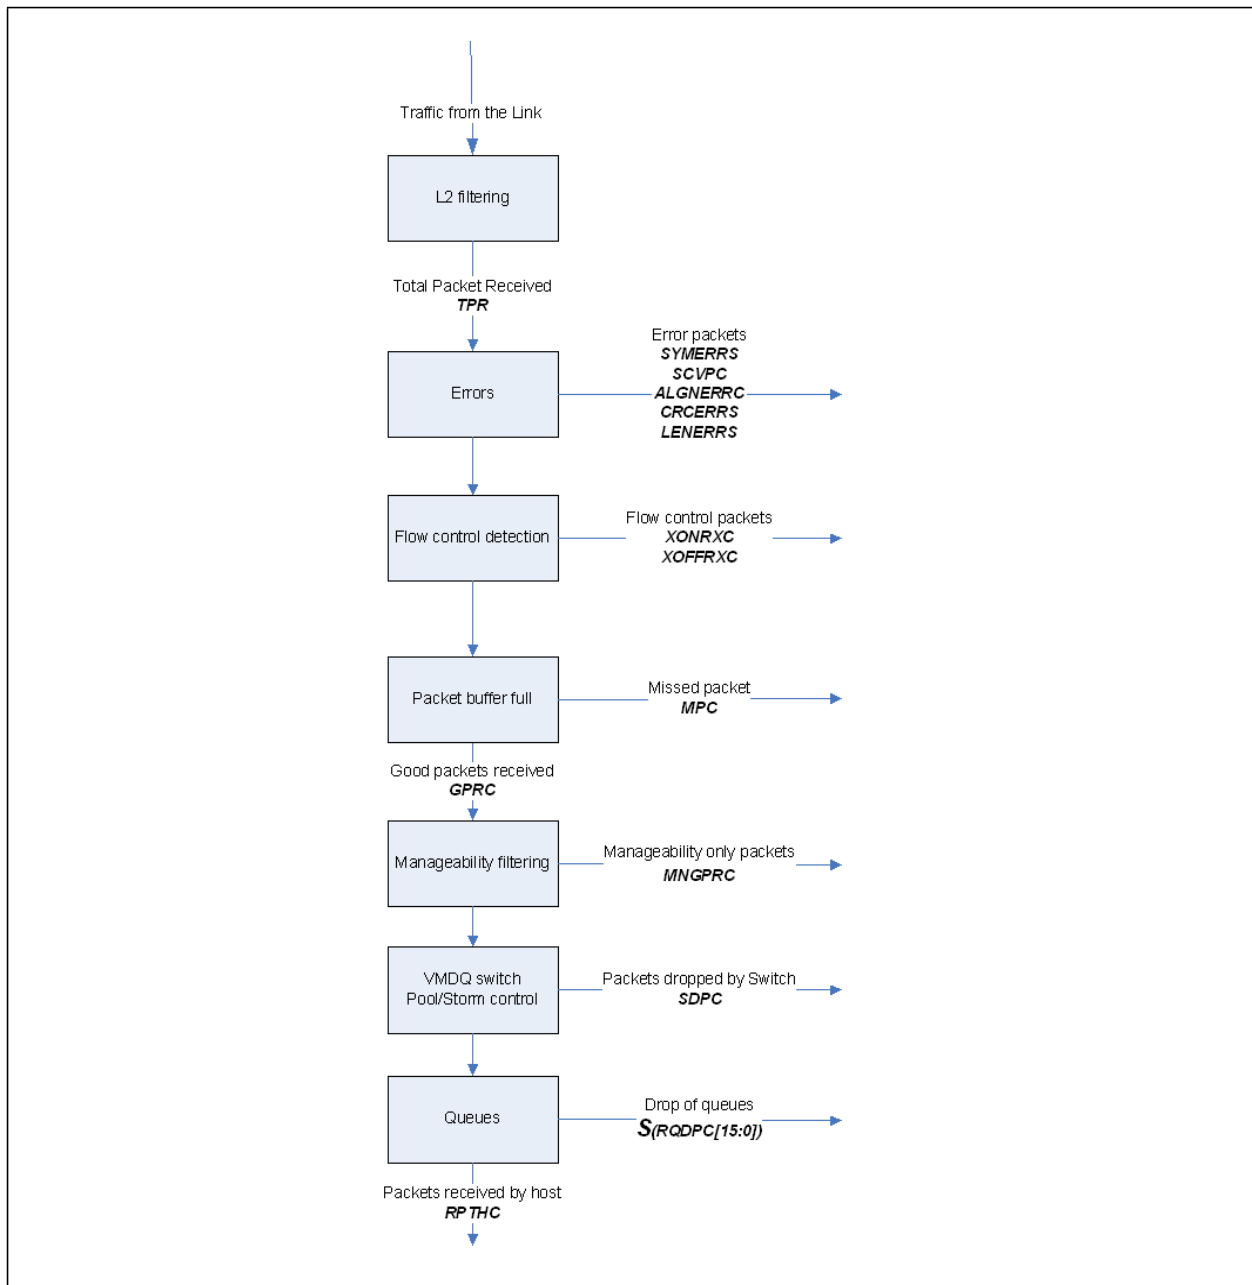 Traffic from the Link
L2 filtering
Total Packet Received
TPR
Errors
Error packets
SYMERRS
SCVPC
ALGNERRC
CRCERRS
LENERRS
Flow control detection
Flow control packets
XONRXC
XOFFRXC
Packet buffer full
Missed packet
MPC
Good packets received
GPRC
Manageability filtering
Manageability only packets
MNGPRC
VMDQ switch
Pool/Storm control
Packets dropped by Switch
SDPC
Queues
Drop of queues
S(RQDPC[15:0])
Packets received by host
RPTHC